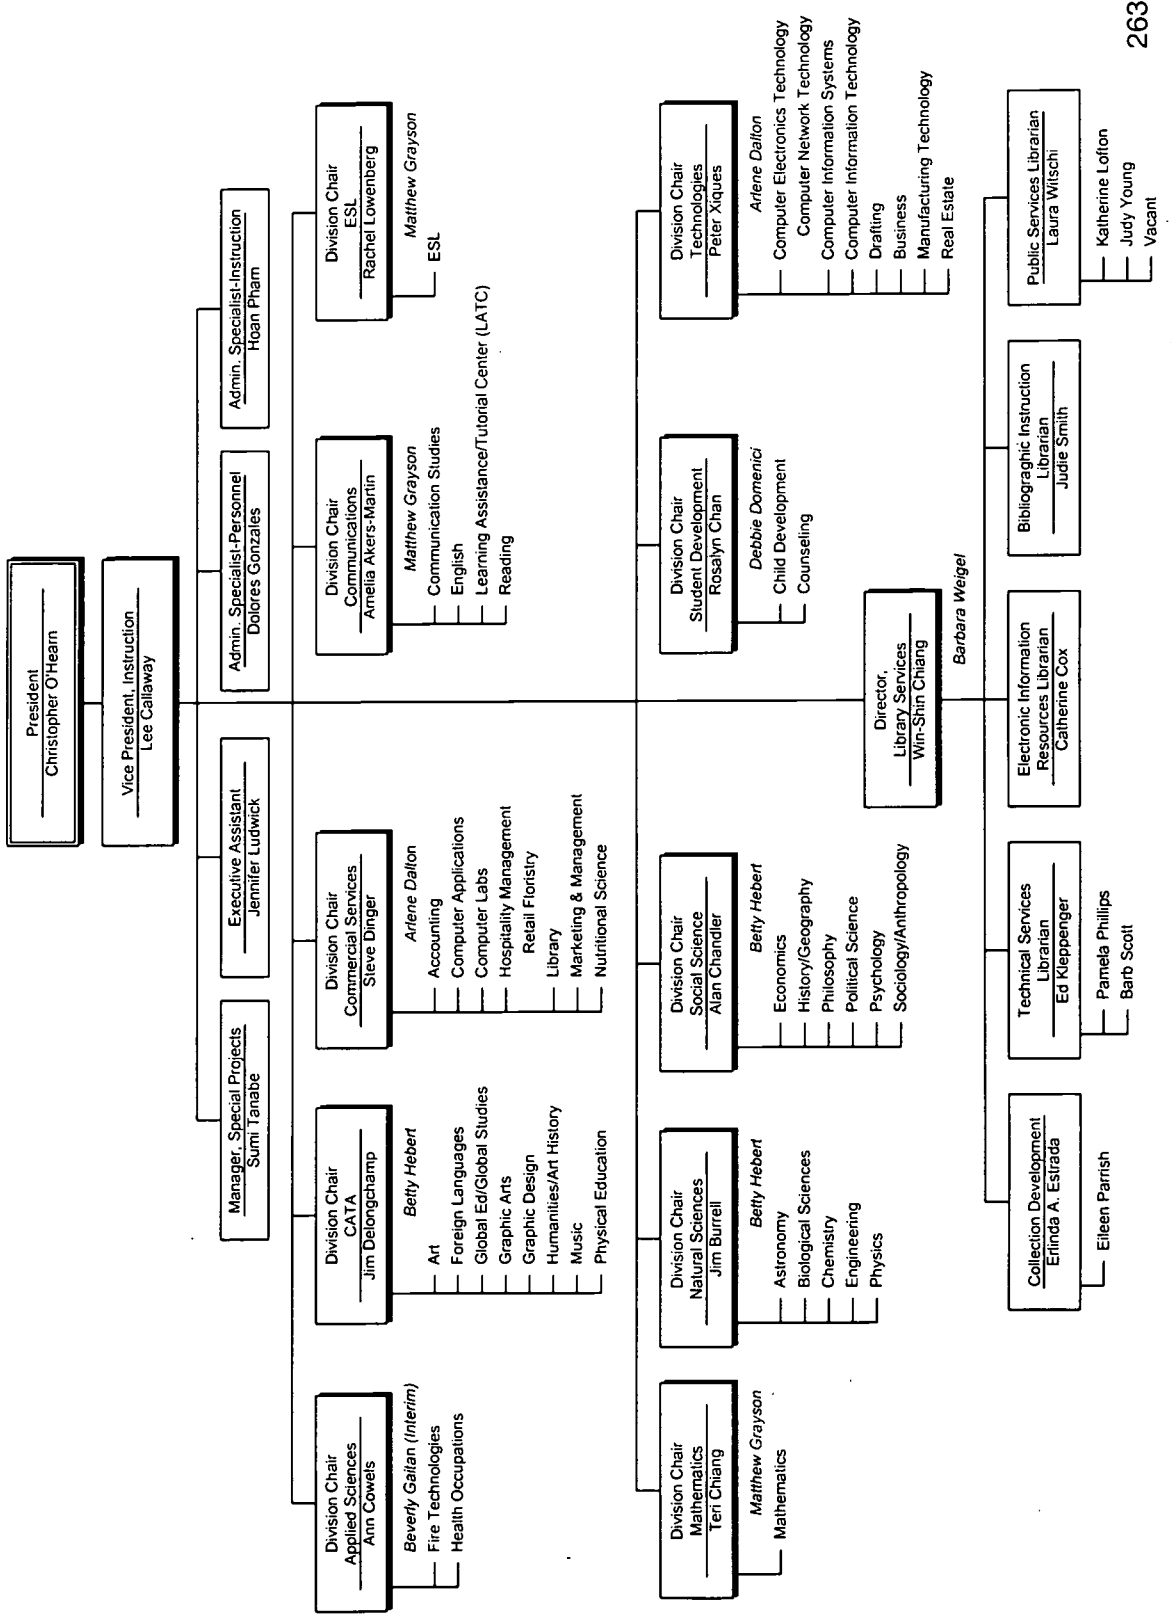 President
Christopher O'Hearn
Vice President, Instruction
Lee Callaway
Manager, Special Projects
Sumi Tanabe
Executive Assistant
Jennifer Ludwick
Admin. Specialist-Personnel
Dolores Gonzales
Admin. Specialist-Instruction
Hoan Pham
Division Chair
Applied Sciences
Ann Cowels
Beverly Gaitan (Interim)
Fire Technologies
Health Occupations
Division Chair
CATA
Jim Delongchamp
Betty Hebert
Art
Foreign Languages
Global Ed/Global Studies
Graphic Arts
Graphic Design
Humanities/Art History
Music
Physical Education
Division Chair
Commercial Services
Steve Dinger
Arlene Dalton
Accounting
Computer Applications
Computer Labs
Hospitality Management
Retail Floristry
Library
Marketing & Management
Nutritional Science
Division Chair
Communications
Amelia Akers-Martin
Matthew Grayson
Communication Studies
English
Learning Assistance/Tutorial Center (LATC)
Reading
Division Chair
ESL
Rachel Lowenberg
Matthew Grayson
ESL
Division Chair
Mathematics
Teri Chiang
Matthew Grayson
Mathematics
Division Chair
Natural Sciences
Jim Burrell
Betty Hebert
Astronomy
Biological Sciences
Chemistry
Engineering
Physics
Division Chair
Social Science
Alan Chandler
Betty Hebert
Economics
History/Geography
Philosophy
Political Science
Psychology
Sociology/Anthropology
Division Chair
Student Development
Rosalyn Chan
Debbie Domenici
Child Development
Counseling
Division Chair
Technologies
Peter Xiques
Arlene Dalton
Computer Electronics Technology
Computer Network Technology
Computer Information Systems
Computer Information Technology
Drafting
Business
Manufacturing Technology
Real Estate
Director,
Library Services
Win-Shin Chiang
Barbara Weigel
Collection Development
Erlinda A. Estrada
Eileen Parrish
Technical Services
Librarian
Ed Kleppenger
Pamela Phillips
Barb Scott
Electronic Information
Resources Librarian
Catherine Cox
Bibliograghic Instruction
Librarian
Judie Smith
Public Services Librarian
Laura Witschi
Katherine Lofton
Judy Young
Vacant
263